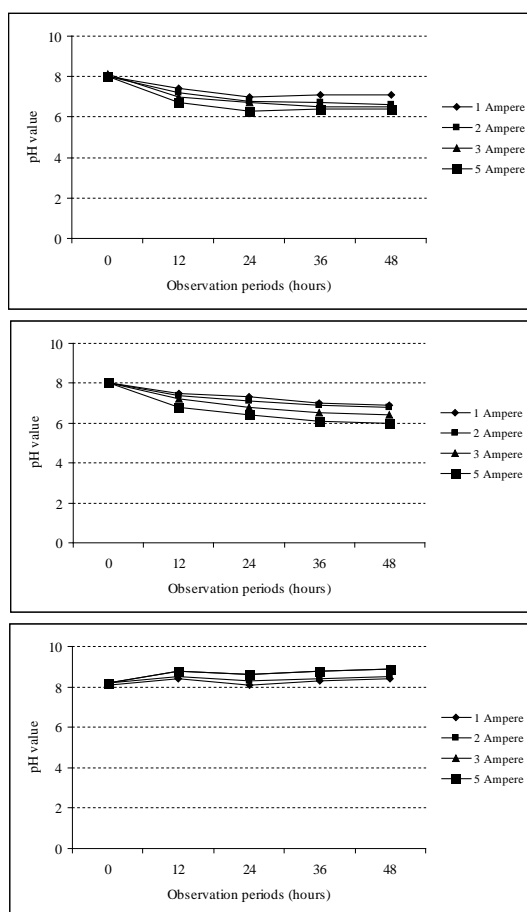 10
8
6
4
2
0
pH value
0 12 24 36 48
Observation periods (hours)
1 Ampere
2 Ampere
3 Ampere
5 Ampere
10
8
6
4
2
0
pH value
0 12 24 36 48
Observation periods (hours)
1 Ampere
2 Ampere
3 Ampere
5 Ampere
10
8
6
4
2
0
pH value
0 12 24 36 48
Observation periods (hours)
1 Ampere
2 Ampere
3 Ampere
5 Ampere